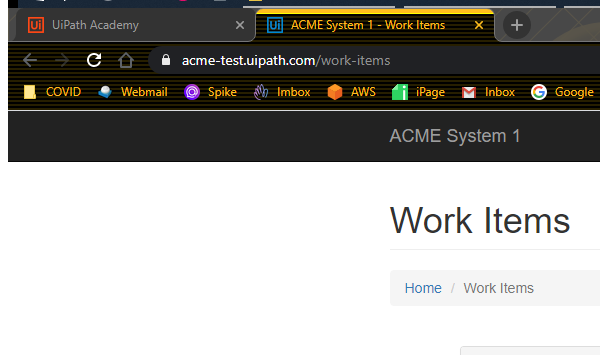 UiPath Academy
ACME System 1 - Work Items
acme-test.uipath.com/work-items
COVID Webmail Spike Imbox AWS iPage Inbox Google
ACME System 1
Work Items
Home / Work Items